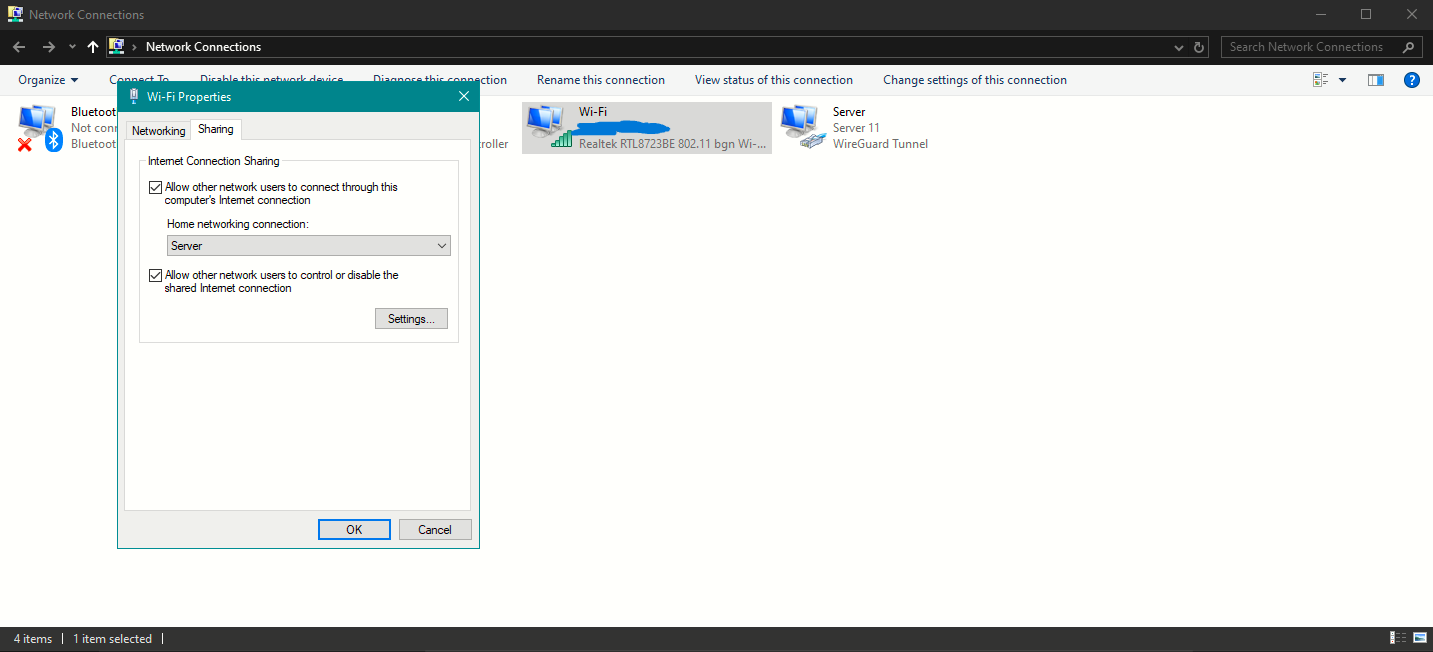 Network Connections
Network Connections
Search Network Connections
Organize
Connect To
Disable this network device
Diagnose this connection
Rename this connection
View status of this connection
Change settings of this connection
Wi-Fi Properties
Networking
Sharing
Internet Connection Sharing
Allow other network users to connect through this
computer's Internet connection
Home networking connection:
Server
Allow other network users to control or disable the
shared Internet connection
Settings...
OK
Cancel
Bluetoot
Not conn
Bluetoot
ntroller
Wi-Fi
Realtek RTL8723BE 802.11 bgn Wi-...
Server
Server 11
WireGuard Tunnel
4 items
1 item selected